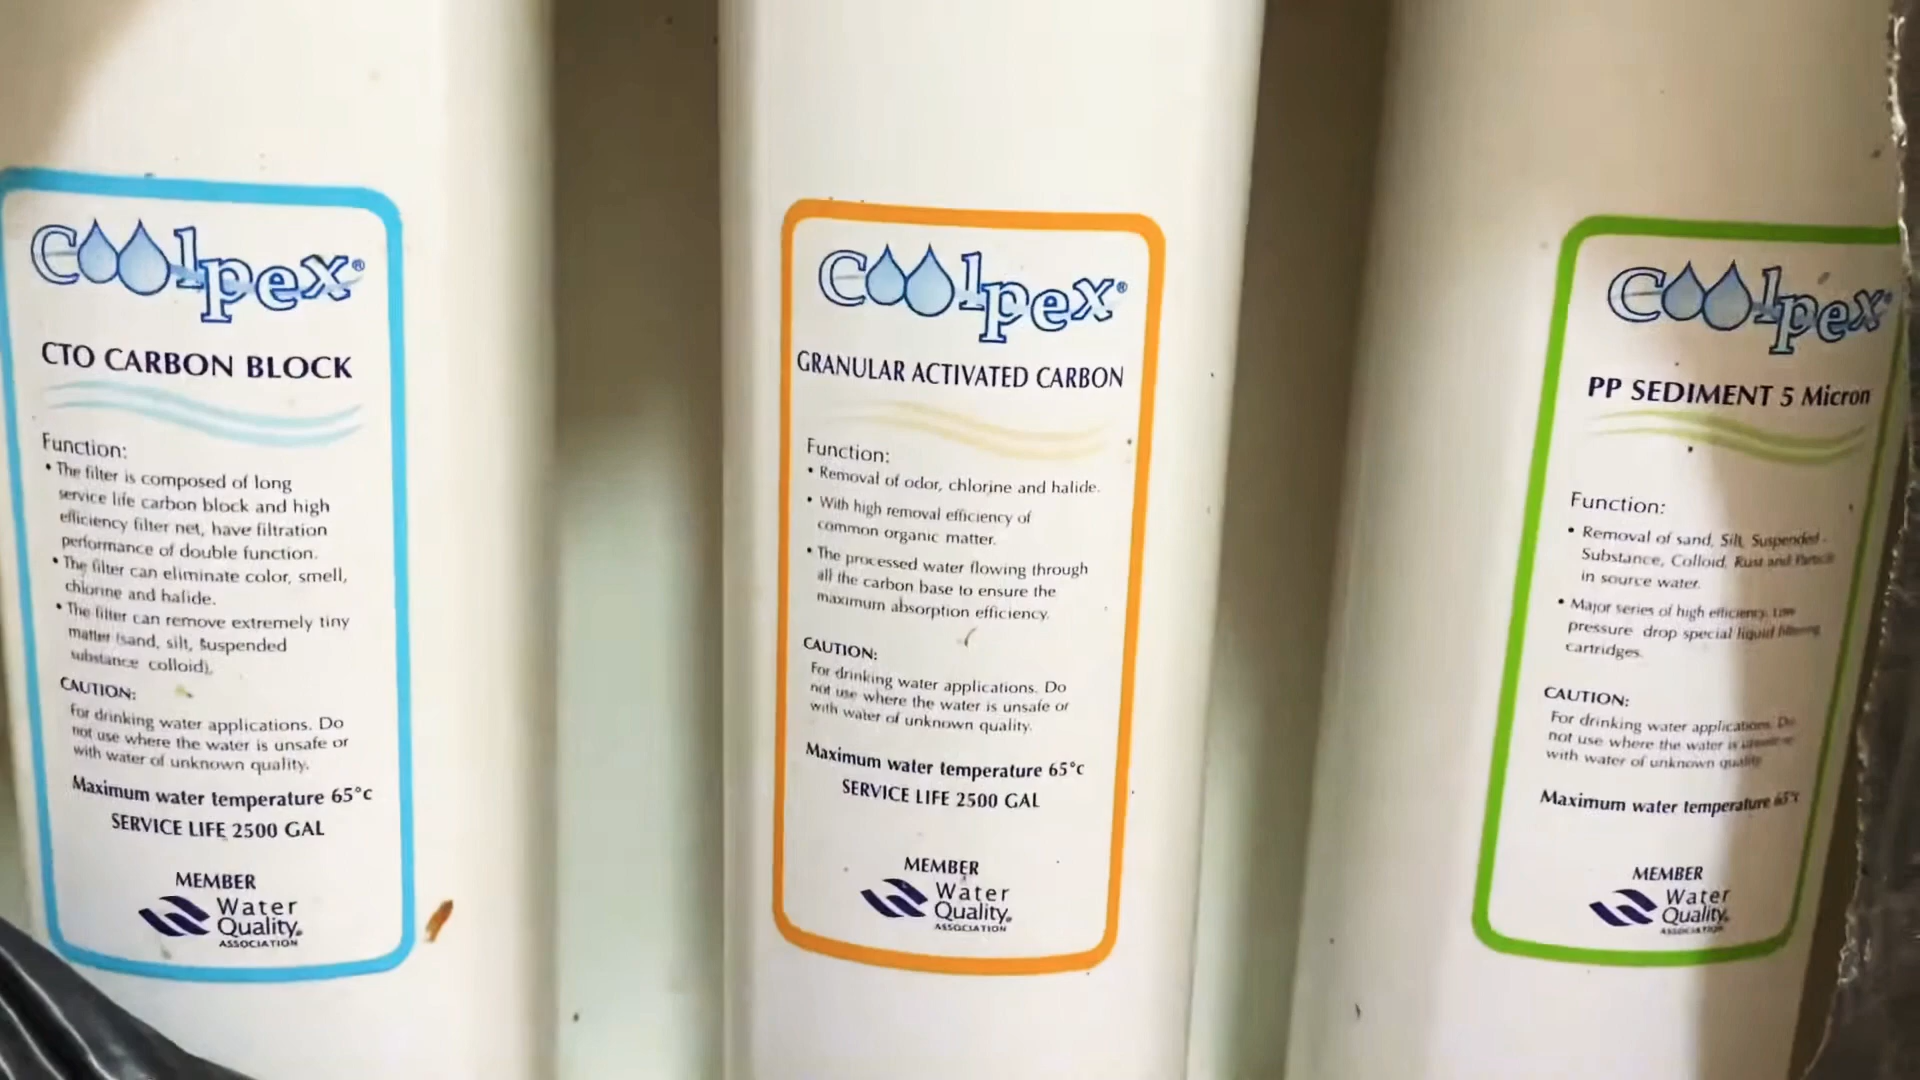 Coolpex®
CTO CARBON BLOCK
Function:
• The filter is composed of long
service life carbon block and high
efficiency filter net, have filtration
performance of double function.
• The filter can eliminate color, smell,
chlorine and halide.
• The filter can remove extremely tiny
matter (sand, silt, suspended
substance colloid).
CAUTION:
For drinking water applications. Do
not use where the water is unsafe or
with water of unknown quality.
Maximum water temperature 65°c
SERVICE LIFE 2500 GAL
MEMBER
Water
Quality®
ASSOCIATION
Coolpex®
GRANULAR ACTIVATED CARBON
Function:
• Removal of odor, chlorine and halide.
• With high removal efficiency of
common organic matter.
• The processed water flowing through
all the carbon base to ensure the
maximum absorption efficiency.
CAUTION:
For drinking water applications. Do
not use where the water is unsafe or
with water of unknown quality.
Maximum water temperature 65°c
SERVICE LIFE 2500 GAL
MEMBER
Water
Quality®
ASSOCIATION
Coolpex®
PP SEDIMENT 5 Micron
Function:
• Removal of sand, Silt, Suspended
Substance, Colloid, Rust and Particle
in source water.
• Major series of high efficiency, Low
pressure drop special liquid filtering
cartridges.
CAUTION:
For drinking water applications. Do
not use where the water is unsafe or
with water of unknown quality
Maximum water temperature 65°c
MEMBER
Water
Quality®
ASSOCIATION